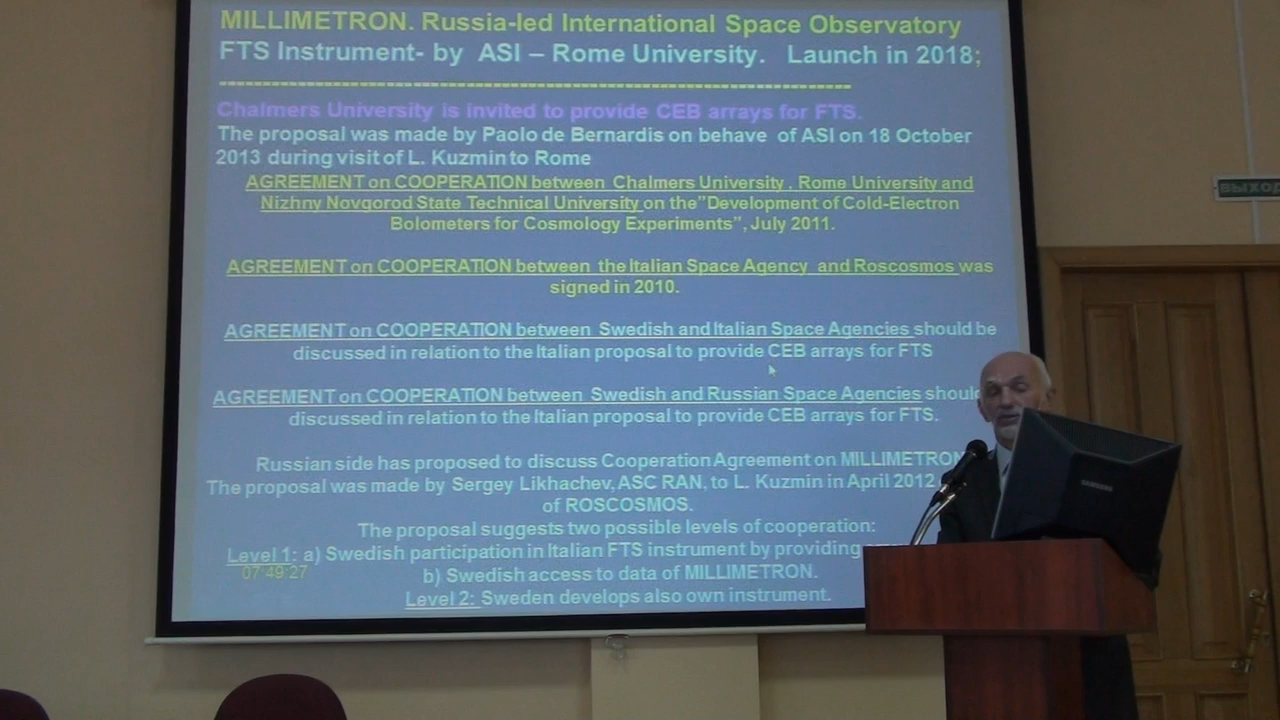 MILLIMETRON. Russia-led International Space Observatory
FTS Instrument- by ASI – Rome University. Launch in 2018;
Chalmers University is invited to provide CEB arrays for FTS.
The proposal was made by Paolo de Bernardis on behave of ASI on 18 October
2013 during visit of L. Kuzmin to Rome
AGREEMENT on COOPERATION between Chalmers University , Rome University and
Nizhny Novgorod State Technical University on the"Development of Cold-Electron
Bolometers for Cosmology Experiments", July 2011.
AGREEMENT on COOPERATION between the Italian Space Agency and Roscosmos was
signed in 2010.
AGREEMENT on COOPERATION between Swedish and Italian Space Agencies should be
discussed in relation to the Italian proposal to provide CEB arrays for FTS
AGREEMENT on COOPERATION between Swedish and Russian Space Agencies
discussed in relation to the Italian proposal to provide CEB arrays for FTS.
Russian side has proposed to discuss Cooperation Agreement on MILLIMETRON
The proposal was made by Sergey Likhachev, ASC RAN, to L. Kuzmin in April 2012
of ROSCOSMOS.
The proposal suggests two possible levels of cooperation:
Level 1: a) Swedish participation in Italian FTS instrument by providing
07:49:27
b) Swedish access to data of MILLIMETRON.
Level 2: Sweden develops also own instrument.
ВЫХОД
SAMSUNG